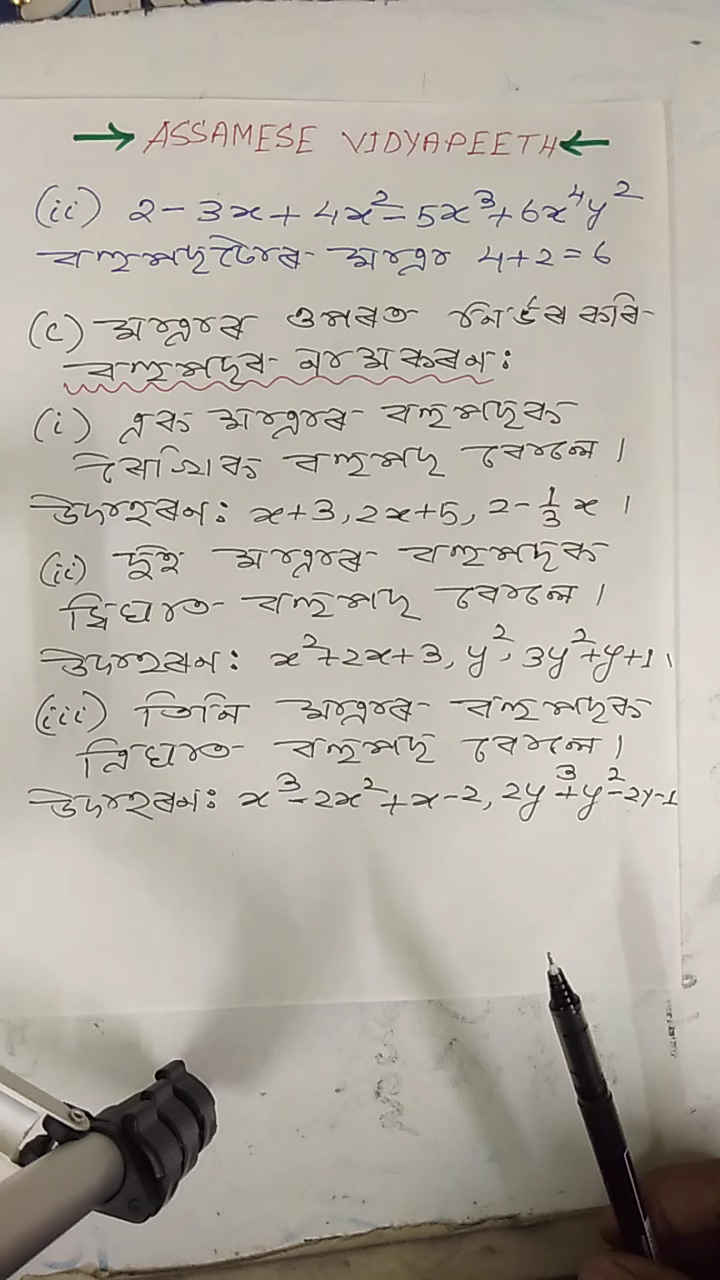 → ASSAMESE VIDYAPEETH ←
(ii) 2 - 3x + 4x² - 5x³ + 6x⁴y²
বহুপদটোৰ মাত্ৰা 4+2=6
(c) মাত্ৰাৰ ওপৰত নিৰ্ভৰ কৰি
বহুপদৰ নামাকৰণ:
(i) এক মাত্ৰাৰ বহুপদক
ৰৈখিক বহুপদ বোলে।
উদাহৰণ: x+3, 2x+5, 2-1/3 x ।
(ii) দুই মাত্ৰাৰ বহুপদক
দ্বিঘাত বহুপদ বোলে।
উদাহৰণ: x²+2x+3, y², 3y²+y+1 ।
(iii) তিনি মাত্ৰাৰ বহুপদক
ত্ৰিঘাত বহুপদ বোলে।
উদাহৰণ: x³-2x²+x-2, 2y³+y²-2y-1